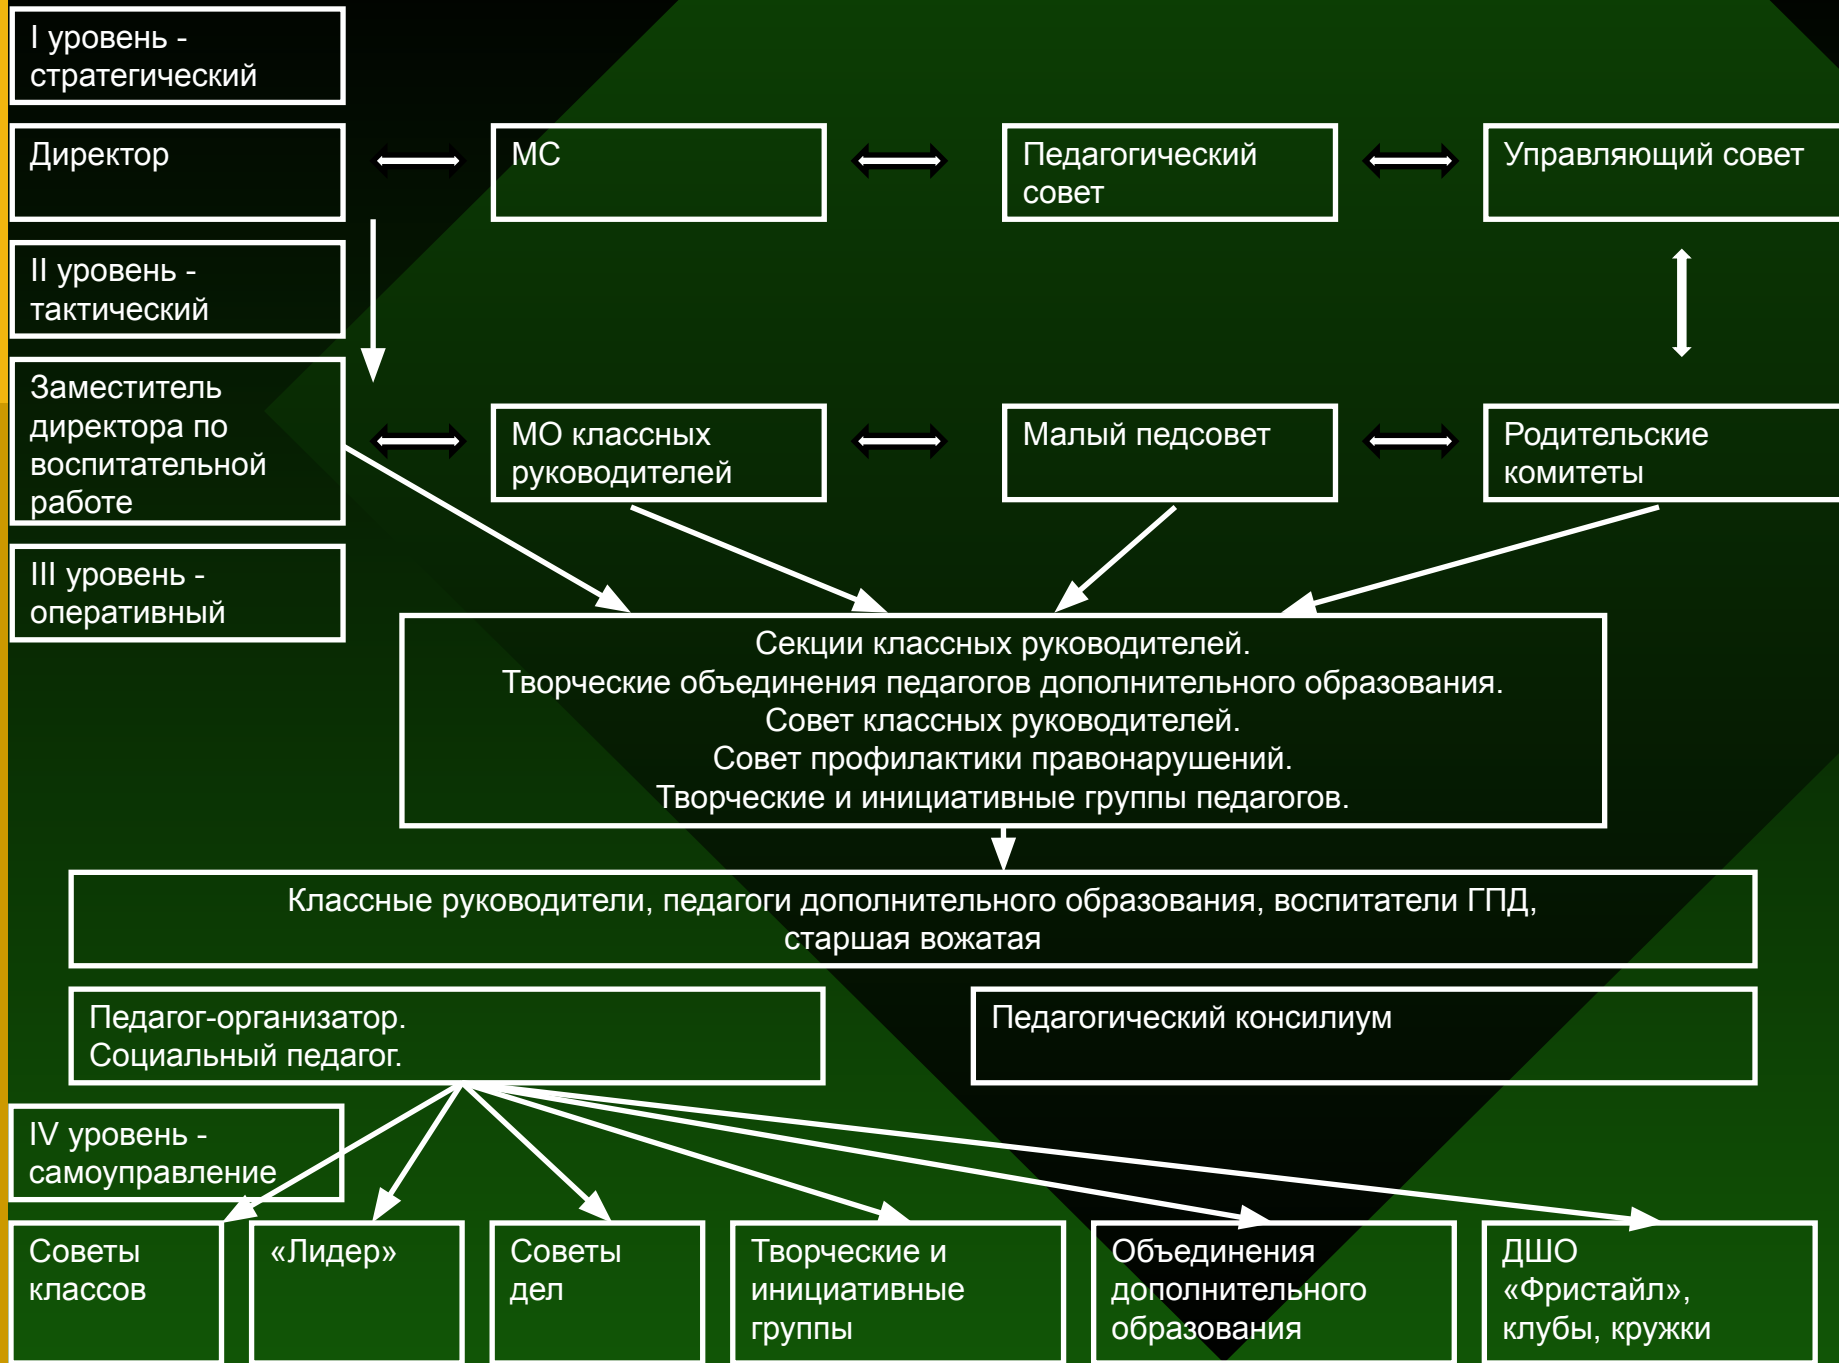 I уровень -
стратегический
Директор
МС
Педагогический
совет
Управляющий совет
II уровень -
тактический
Заместитель
директора по
воспитательной
работе
МО классных
руководителей
Малый педсовет
Родительские
комитеты
III уровень -
оперативный
Секции классных руководителей.
Творческие объединения педагогов дополнительного образования.
Совет классных руководителей.
Совет профилактики правонарушений.
Творческие и инициативные группы педагогов.
Классные руководители, педагоги дополнительного образования, воспитатели ГПД,
старшая вожатая
Педагог-организатор.
Социальный педагог.
Педагогический консилиум
IV уровень -
самоуправление
Советы
классов
«Лидер»
Советы
дел
Творческие и
инициативные
группы
Объединения
дополнительного
образования
ДШО
«Фристайл»,
клубы, кружки